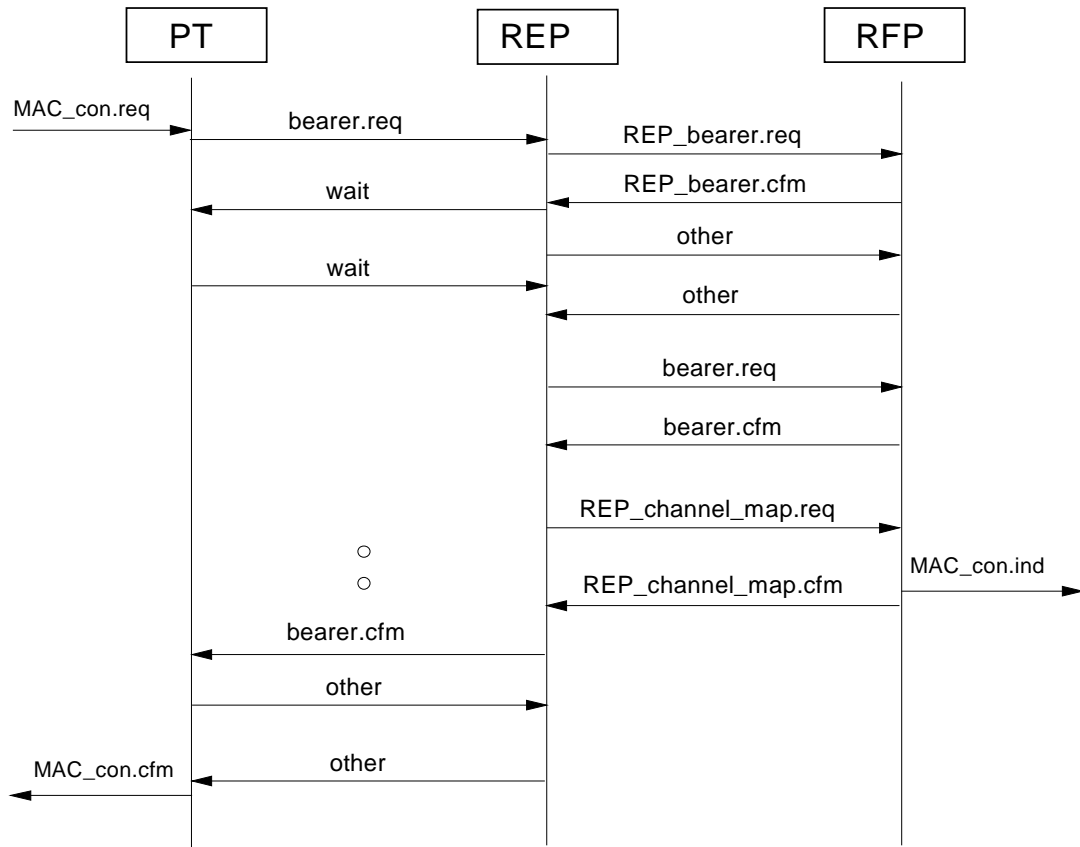 PT
REP
RFP
MAC_con.req
bearer.req
REP_bearer.req
REP_bearer.cfm
wait
other
wait
other
bearer.req
bearer.cfm
REP_channel_map.req
MAC_con.ind
REP_channel_map.cfm
bearer.cfm
other
other
MAC_con.cfm